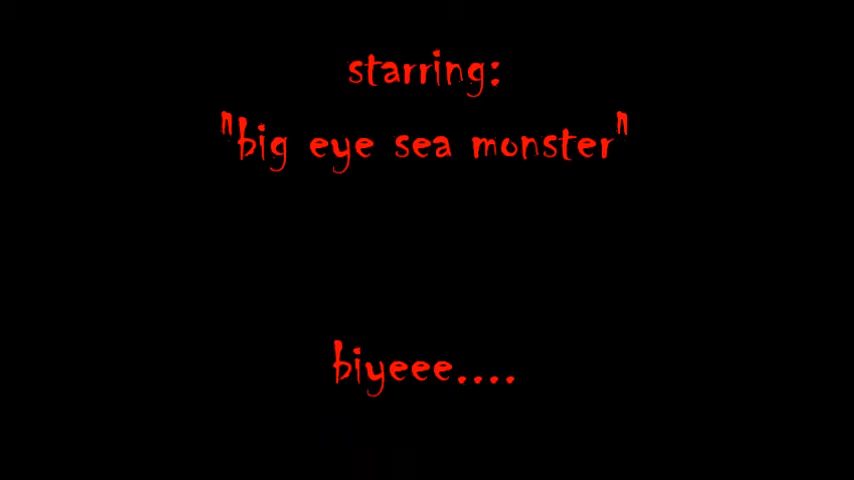 starring:
"big eye sea monster"
biyeee....